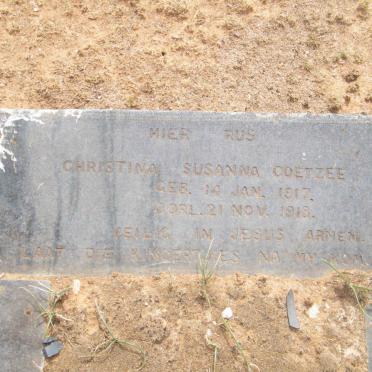 HIER RUS
CHRISTINA SUSANNA COETZEE
GEB. 14 JAN. 1917.
OORL. 21 NOV. 1918.
VEILIG IN JESUS ARMEN.
LAAT DIE KINDERTJIES NA MY KOM